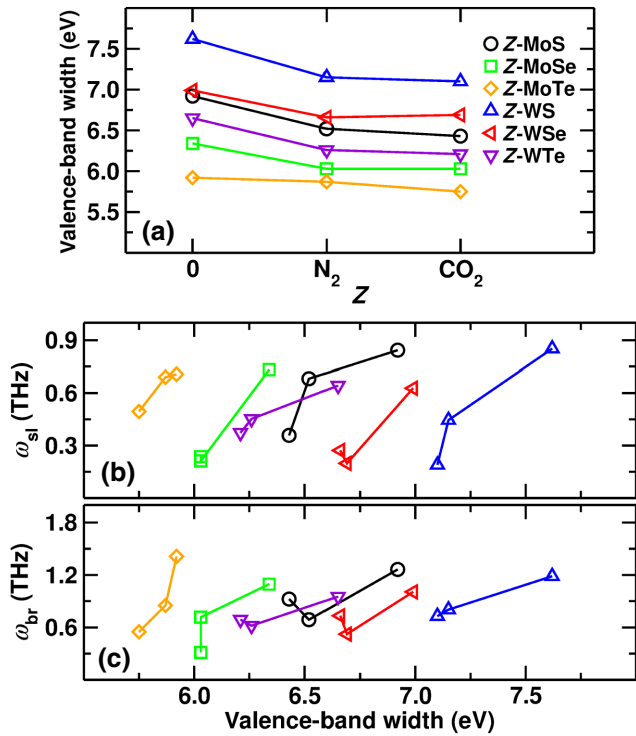 Valence-band width (eV)
7.5
7.0
6.5
6.0
5.5
Z-MoS
Z-MoSe
Z-MoTe
Z-WS
Z-WSe
Z-WTe
(a)
0
N₂
CO₂
Z
ω_sl (THz)
0.9
0.6
0.3
(b)
ω_br (THz)
1.8
1.2
0.6
(c)
6.0
6.5
7.0
7.5
Valence-band width (eV)